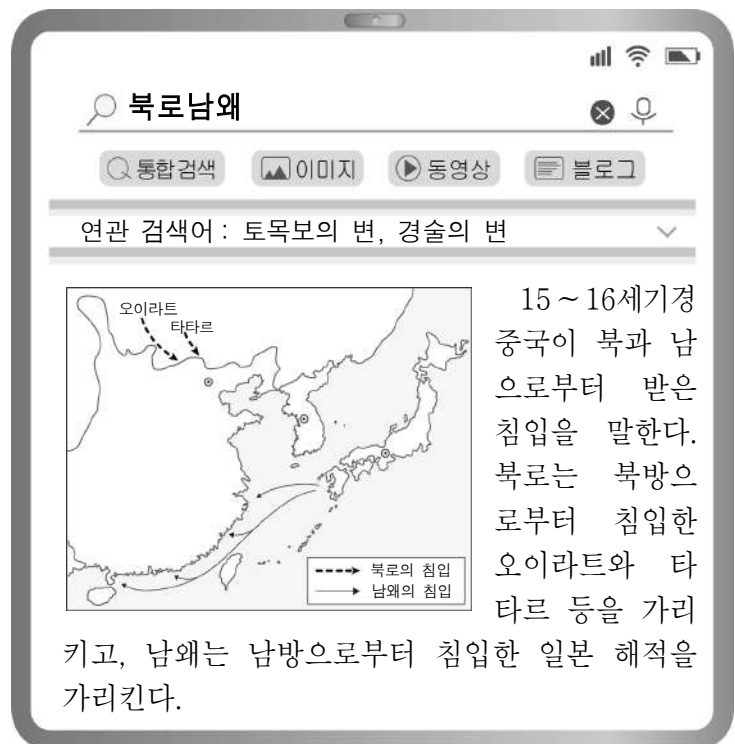 북로남왜
통합검색 이미지 동영상 블로그
연관 검색어 : 토목보의 변, 경술의 변
오이라트
타타르
북로의 침입
남왜의 침입
15 ~ 16세기경
중국이 북과 남
으로부터 받은
침입을 말한다.
북로는 북방으
로부터 침입한
오이라트와 타
타르 등을 가리
키고, 남왜는 남방으로부터 침입한 일본 해적을
가리킨다.